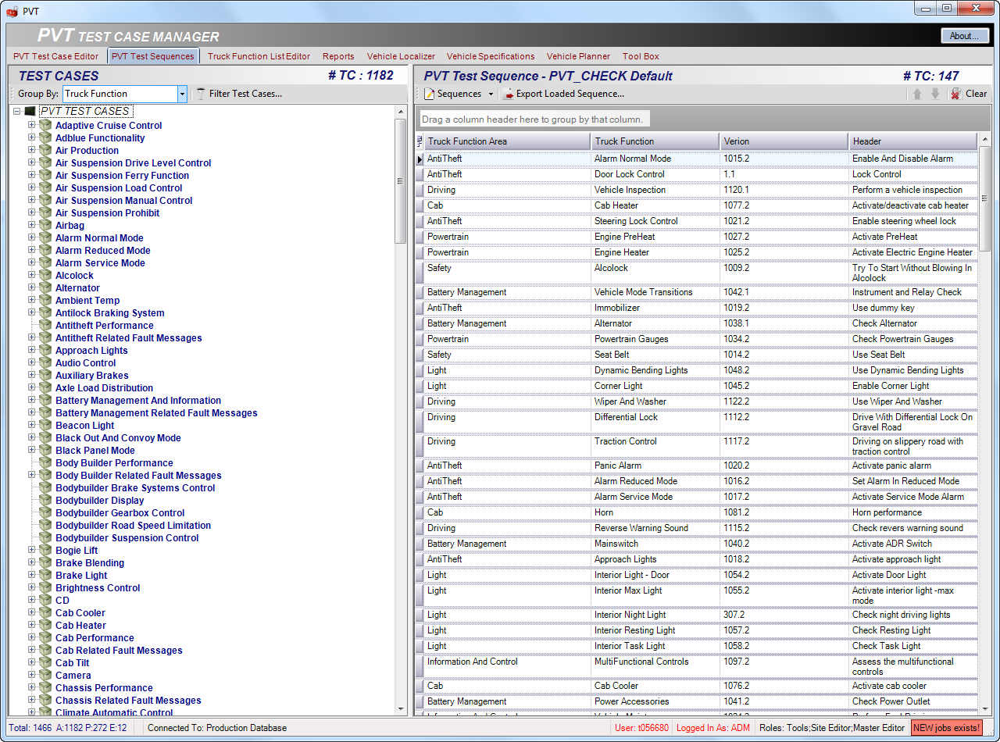 PVT
PVT TEST CASE MANAGER
About...
PVT Test Case Editor PVT Test Sequences Truck Function List Editor Reports Vehicle Localizer Vehicle Specifications Vehicle Planner Tool Box
TEST CASES # TC : 1182
Group By: Truck Function Filter Test Cases...
PVT TEST CASES
Adaptive Cruise Control
Adblue Functionality
Air Production
Air Suspension Drive Level Control
Air Suspension Ferry Function
Air Suspension Load Control
Air Suspension Manual Control
Air Suspension Prohibit
Airbag
Alarm Normal Mode
Alarm Reduced Mode
Alarm Service Mode
Alcolock
Alternator
Ambient Temp
Antilock Braking System
Antitheft Performance
Antitheft Related Fault Messages
Approach Lights
Audio Control
Auxiliary Brakes
Axle Load Distribution
Battery Management And Information
Battery Management Related Fault Messages
Beacon Light
Black Out And Convoy Mode
Black Panel Mode
Body Builder Performance
Body Builder Related Fault Messages
Bodybuilder Brake Systems Control
Bodybuilder Display
Bodybuilder Gearbox Control
Bodybuilder Road Speed Limitation
Bodybuilder Suspension Control
Bogie Lift
Brake Blending
Brake Light
Brightness Control
CD
Cab Cooler
Cab Heater
Cab Performance
Cab Related Fault Messages
Cab Tilt
Camera
Chassis Performance
Chassis Related Fault Messages
Climate Automatic Control
PVT Test Sequence - PVT_CHECK Default # TC: 147
Sequences Export Loaded Sequence... Clear
Drag a column header here to group by that column.
Truck Function Area Truck Function Verion Header
AntiTheft Alarm Normal Mode 1015.2 Enable And Disable Alarm
AntiTheft Door Lock Control 1.1 Lock Control
Driving Vehicle Inspection 1120.1 Perform a vehicle inspection
Cab Cab Heater 1077.2 Activate/deactivate cab heater
AntiTheft Steering Lock Control 1021.2 Enable steering wheel lock
Powertrain Engine PreHeat 1027.2 Activate PreHeat
Powertrain Engine Heater 1025.2 Activate Electric Engine Heater
Safety Alcolock 1009.2 Try To Start Without Blowing In
Alcolock
Battery Management Vehicle Mode Transitions 1042.1 Instrument and Relay Check
AntiTheft Immobilizer 1019.2 Use dummy key
Battery Management Alternator 1038.1 Check Alternator
Powertrain Powertrain Gauges 1034.2 Check Powertrain Gauges
Safety Seat Belt 1014.2 Use Seat Belt
Light Dynamic Bending Lights 1048.2 Use Dynamic Bending Lights
Light Corner Light 1045.2 Enable Corner Light
Driving Wiper And Washer 1122.2 Use Wiper And Washer
Driving Differential Lock 1112.2 Drive With Differential Lock On
Gravel Road
Driving Traction Control 1117.2 Driving on slippery road with
traction control
AntiTheft Panic Alarm 1020.2 Activate panic alarm
AntiTheft Alarm Reduced Mode 1016.2 Set Alarm In Reduced Mode
AntiTheft Alarm Service Mode 1017.2 Activate Service Mode Alarm
Cab Horn 1081.2 Horn performance
Driving Reverse Warning Sound 1115.2 Check revers warning sound
Battery Management Mainswitch 1040.2 Activate ADR Switch
AntiTheft Approach Lights 1018.2 Activate approach light
Light Interior Light - Door 1054.2 Activate Door Light
Light Interior Max Light 1055.2 Activate interior light -max
mode
Light Interior Night Light 307.2 Check night driving lights
Light Interior Resting Light 1057.2 Check Resting Light
Light Interior Task Light 1058.2 Check Task Light
Information And Control MultiFunctional Controls 1097.2 Assess the multifunctional
controls
Cab Cab Cooler 1076.2 Activate cab cooler
Battery Management Power Accessories 1041.2 Check Power Outlet
Total: 1466 A:1182 P:272 E:12 Connected To: Production Database User: t056680 Logged In As: ADM Roles: Tools;Site Editor;Master Editor NEW jobs exists!